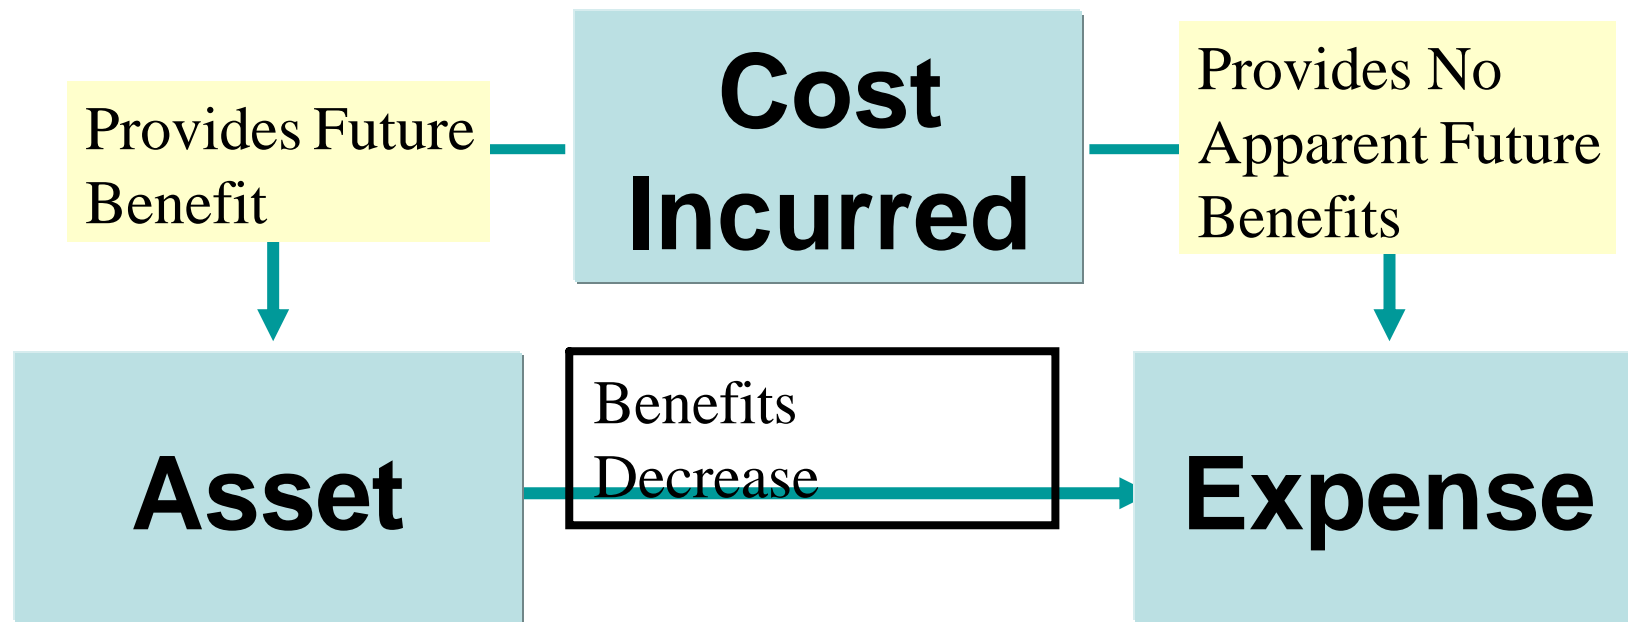 Cost
Incurred
Provides Future
Benefit
Provides No
Apparent Future
Benefits
Asset
Benefits
Decrease
Expense